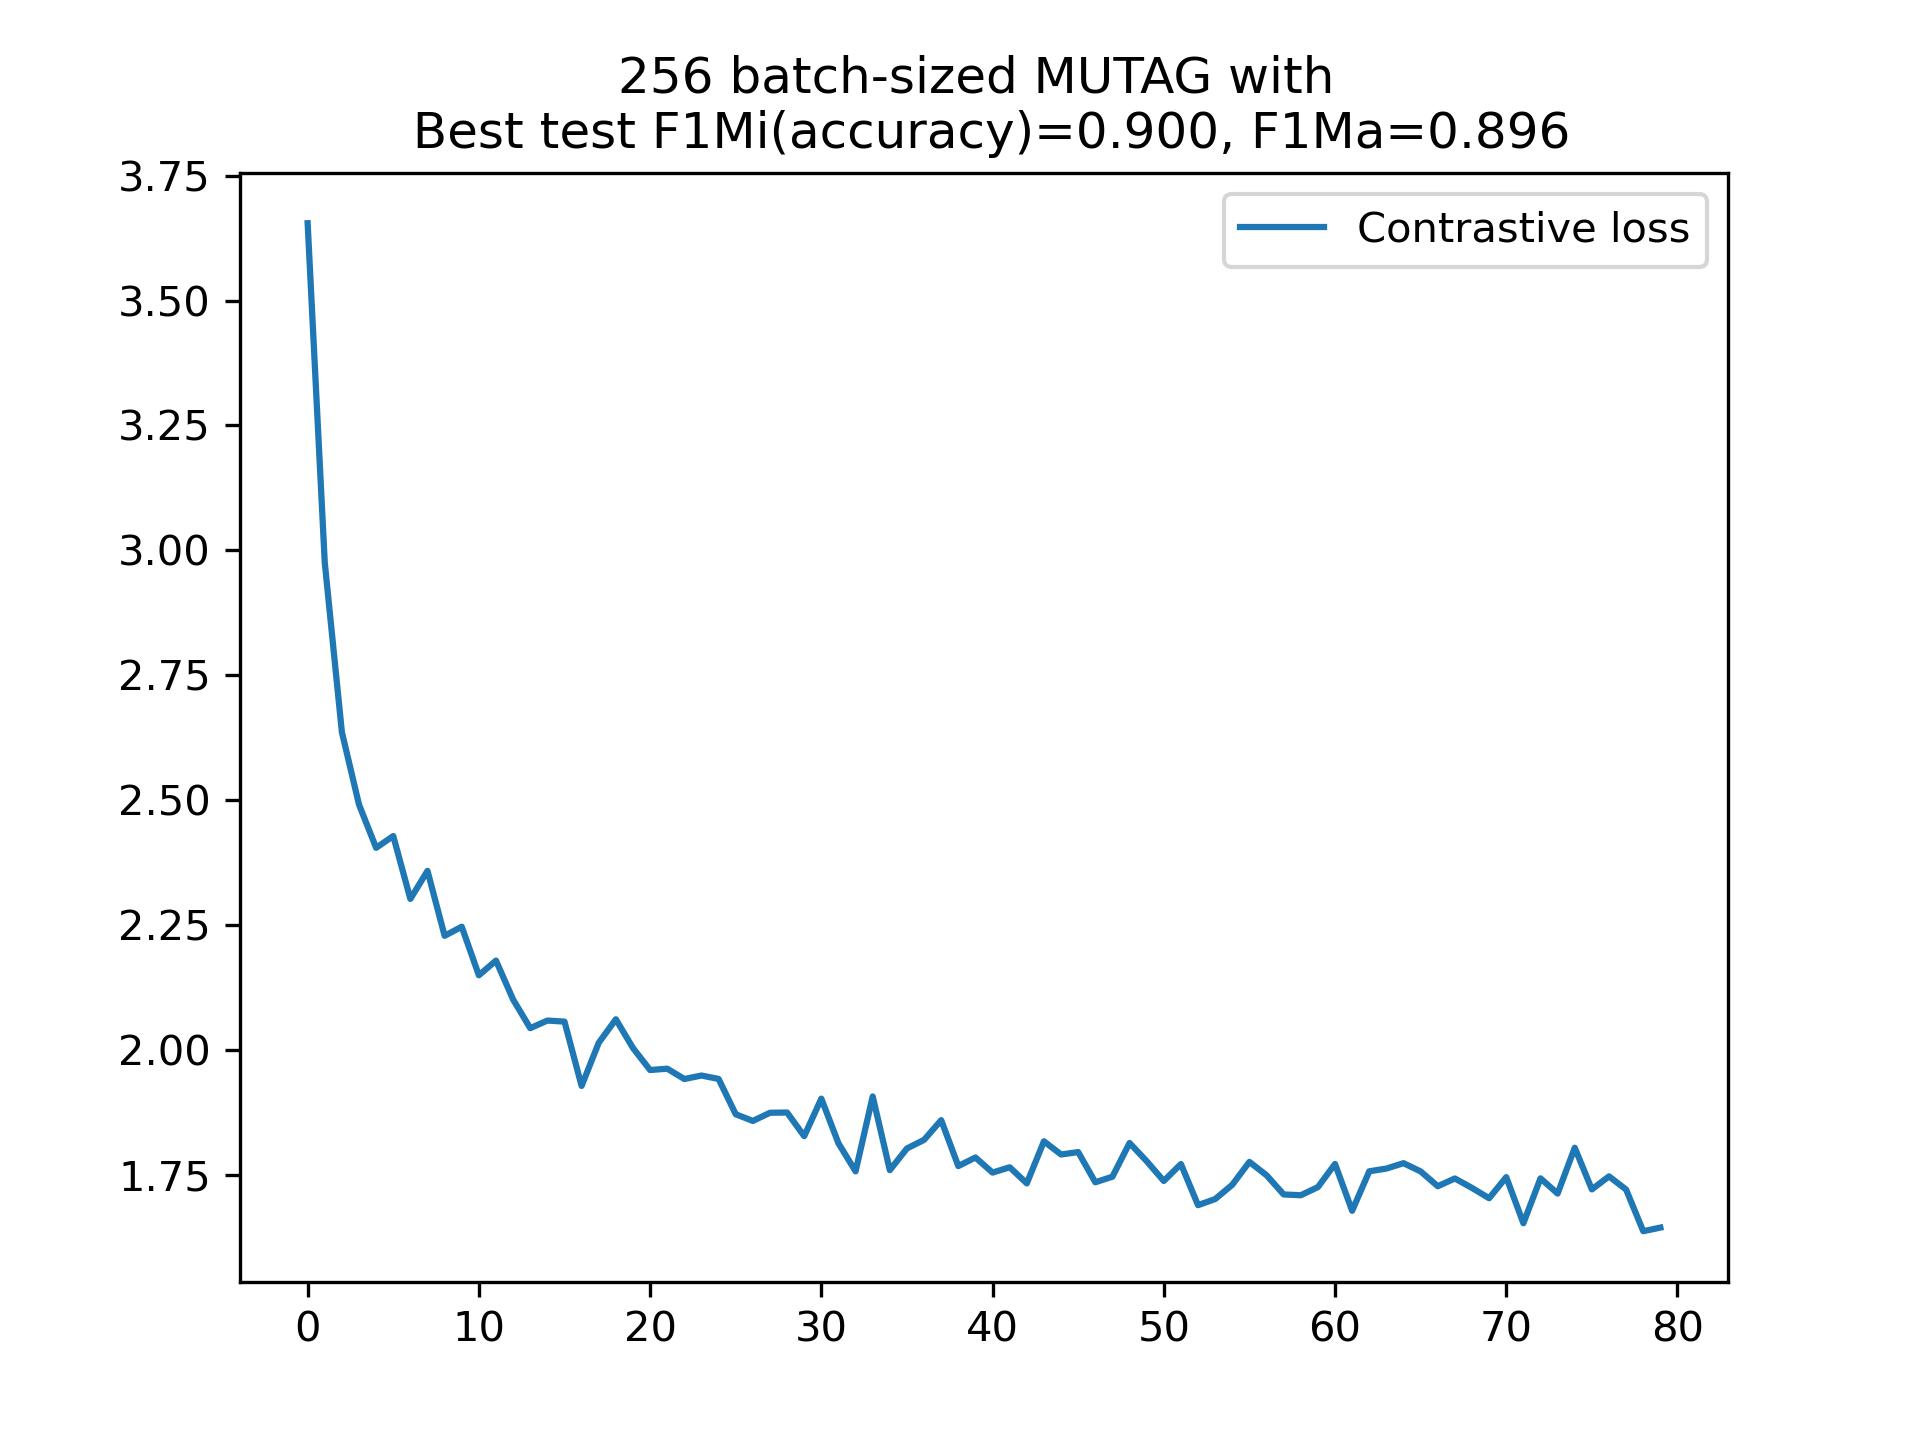 256 batch-sized MUTAG with
Best test F1Mi(accuracy)=0.900, F1Ma=0.896
Contrastive loss
3.75
3.50
3.25
3.00
2.75
2.50
2.25
2.00
1.75
0 10 20 30 40 50 60 70 80